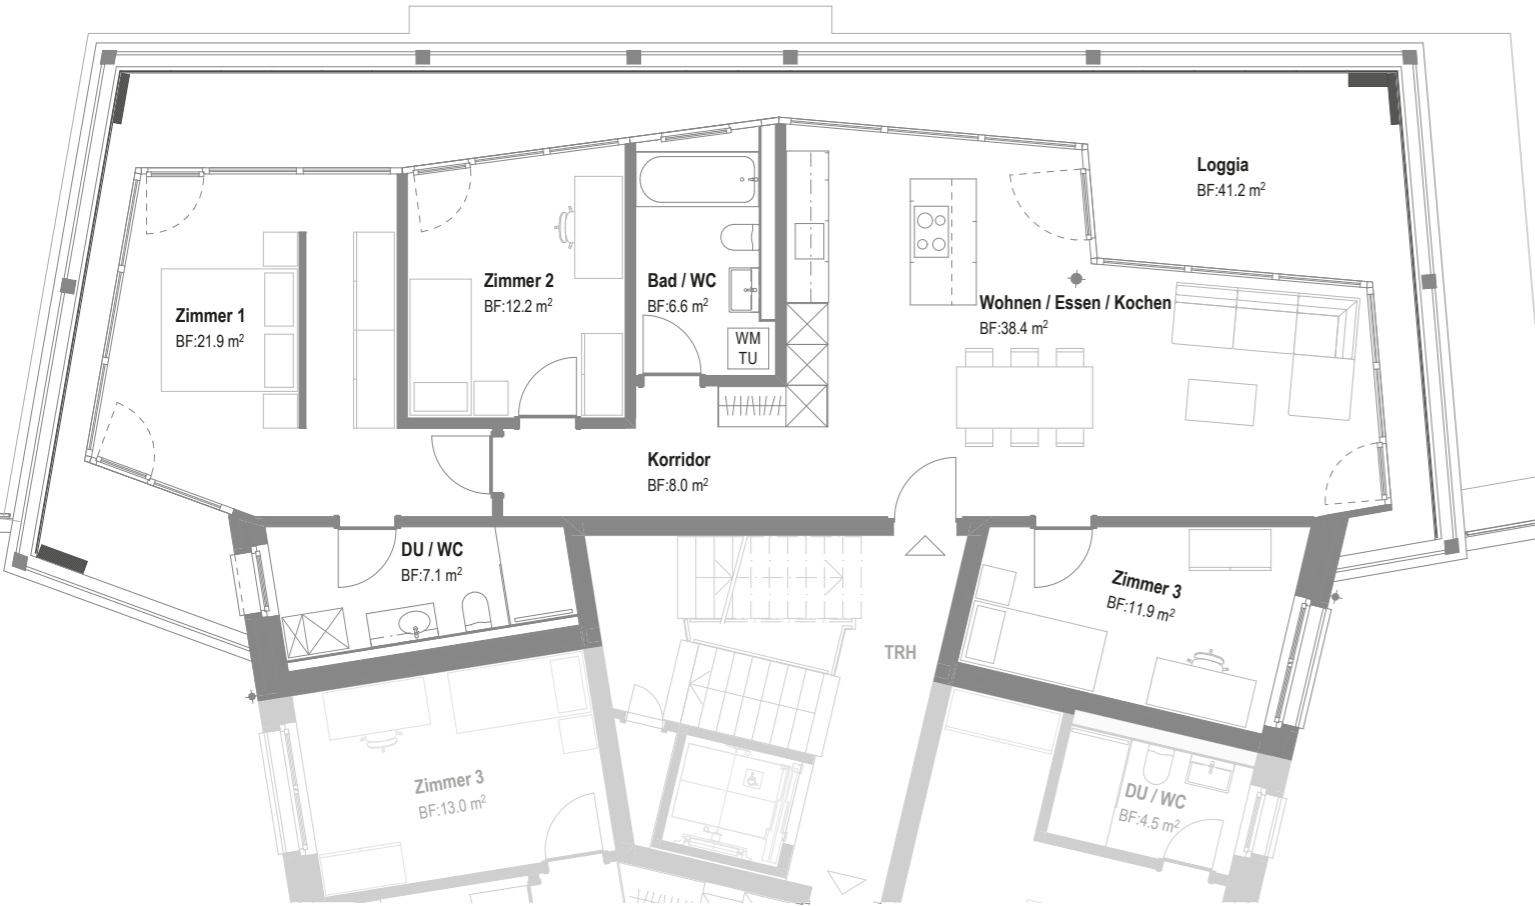 Loggia
BF:41.2 m²
Zimmer 1
BF:21.9 m²
Zimmer 2
BF:12.2 m²
Bad / WC
BF:6.6 m²
WM
TU
Wohnen / Essen / Kochen
BF:38.4 m²
Korridor
BF:8.0 m²
DU / WC
BF:7.1 m²
Zimmer 3
BF:11.9 m²
TRH
Zimmer 3
BF:13.0 m²
DU / WC
BF:4.5 m²